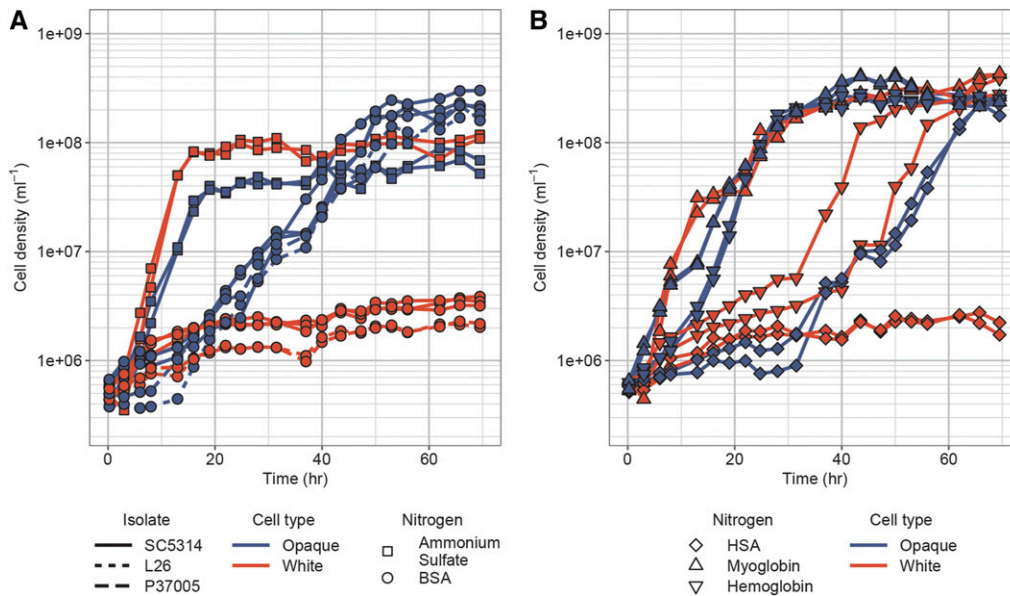 A
1e+09
1e+08
1e+07
1e+06
Cell density (ml⁻¹)
0 20 40 60
Time (hr)
Isolate
SC5314
L26
P37005
Cell type
Opaque
White
Nitrogen
Ammonium
Sulfate
BSA
B
1e+09
1e+08
1e+07
1e+06
Cell density (ml⁻¹)
0 20 40 60
Time (hr)
Nitrogen
HSA
Myoglobin
Hemoglobin
Cell type
Opaque
White